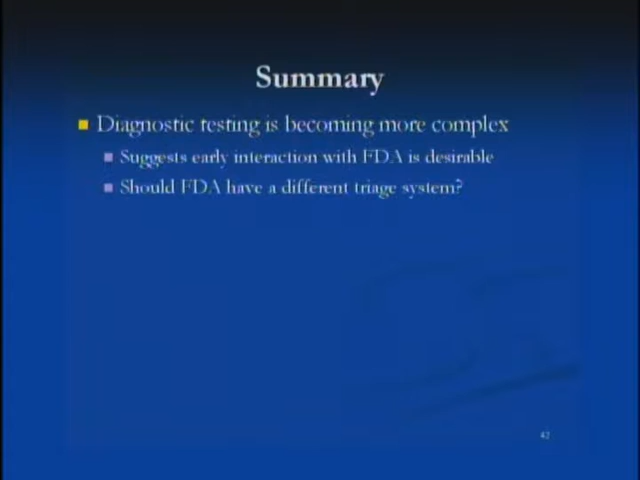 Summary
Diagnostic testing is becoming more complex
Suggests early interaction with FDA is desirable
Should FDA have a different triage system?
42